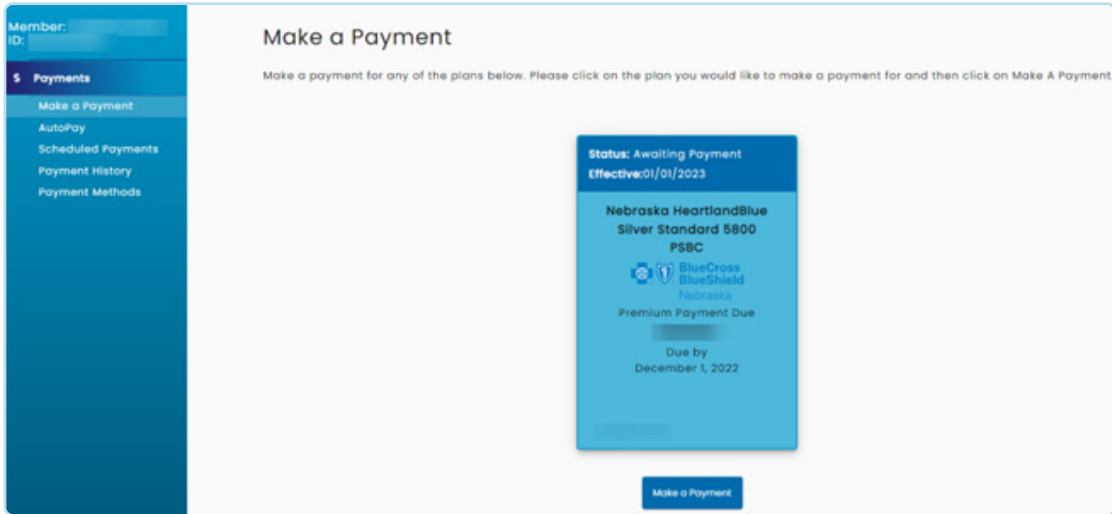 Member:
ID:
$ Payments
Make a Payment
AutoPay
Scheduled Payments
Payment History
Payment Methods
Make a Payment
Make a payment for any of the plans below. Please click on the plan you would like to make a payment for and then click on Make A Payment
Status: Awaiting Payment
Effective:01/01/2023
Nebraska HeartlandBlue
Silver Standard 5800
PSBC
BlueCross
BlueShield
Nebraska
Premium Payment Due
Due by
December 1, 2022
Make a Payment